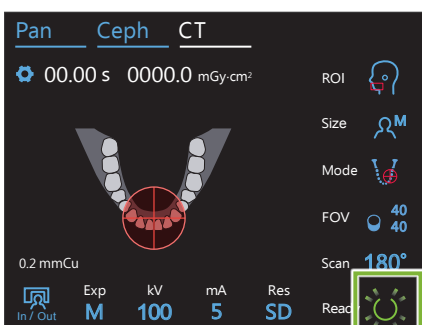 Pan Ceph CT
00.00 s 0000.0 mGy·cm²
ROI
Size M
Mode
FOV 40
40
0.2 mmCu
Scan 180°
Exp kV mA Res
In / Out M 100 5 SD
Ready